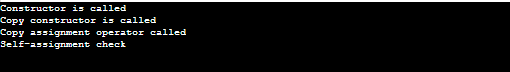 Constructor is called
Copy constructor is called
Copy assignment operator called
Self-assignment check